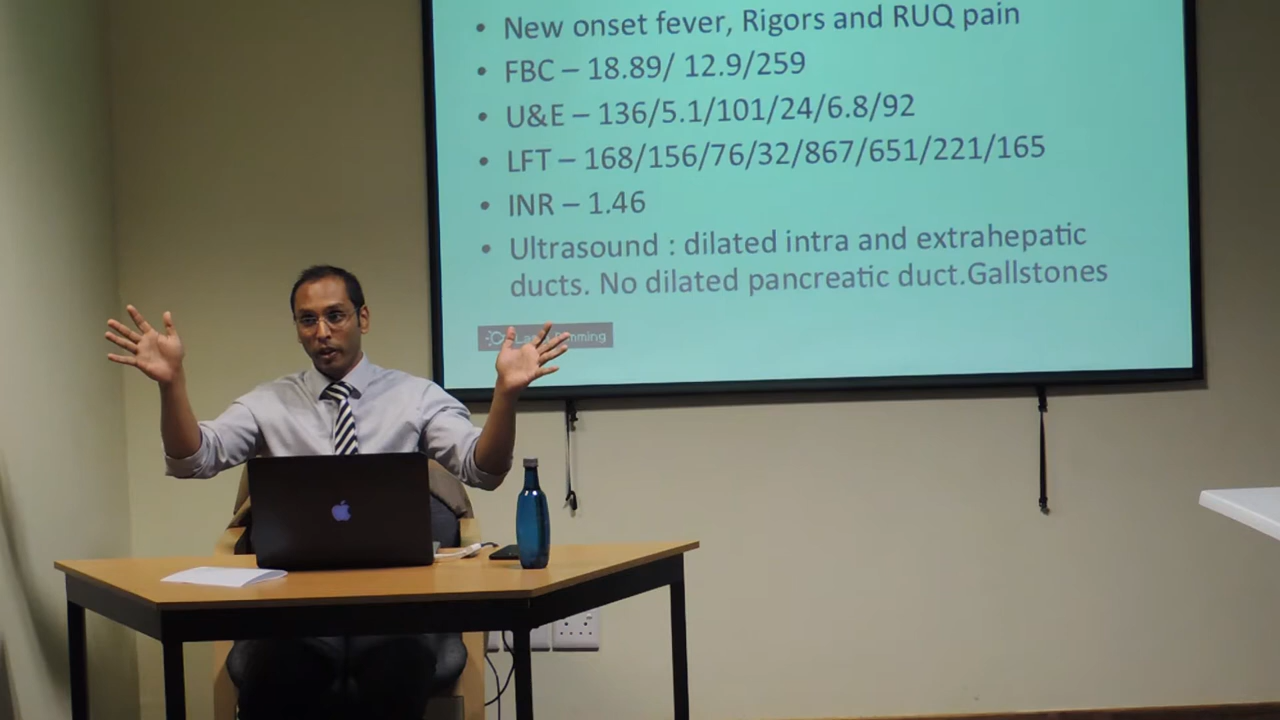 • New onset fever, Rigors and RUQ pain
• FBC – 18.89/ 12.9/259
• U&E – 136/5.1/101/24/6.8/92
• LFT – 168/156/76/32/867/651/221/165
• INR – 1.46
• Ultrasound : dilated intra and extrahepatic
ducts. No dilated pancreatic duct.Gallstones